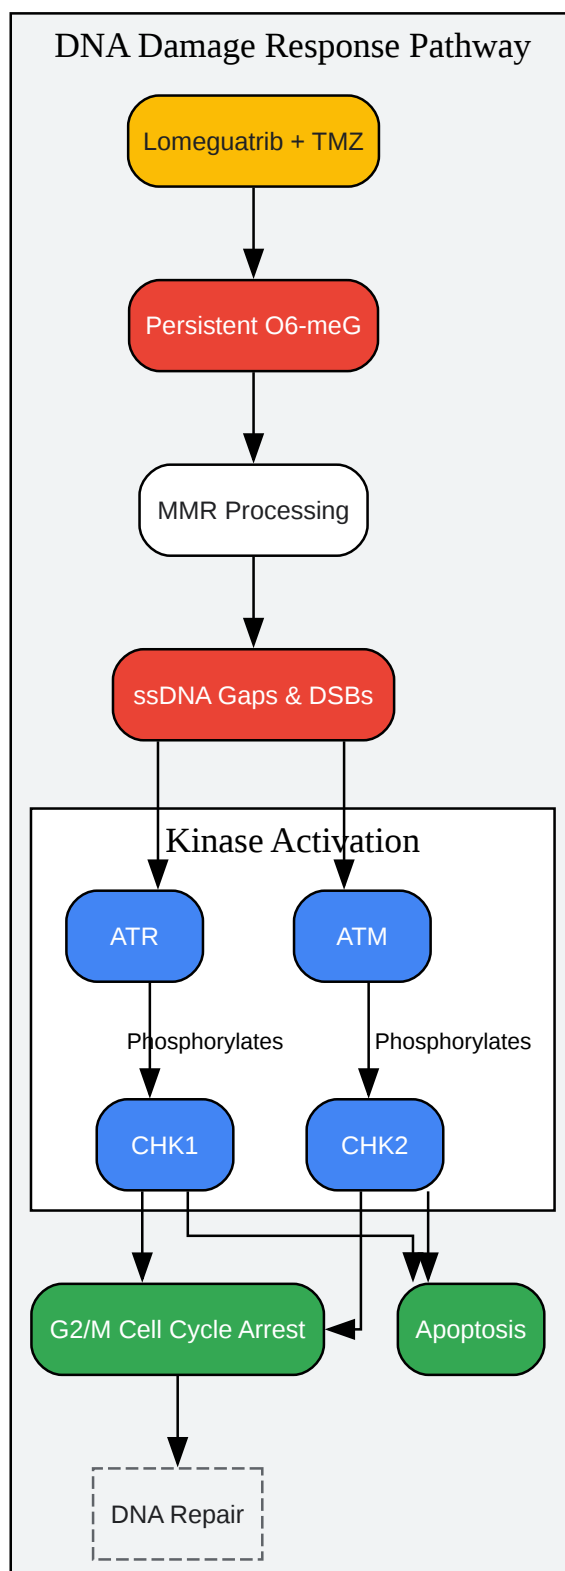 DNA Damage Response Pathway
Lomeguatrib + TMZ
Persistent O6-meG
MMR Processing
ssDNA Gaps & DSBs
Kinase Activation
ATR
ATM
Phosphorylates
Phosphorylates
CHK1
CHK2
G2/M Cell Cycle Arrest
Apoptosis
DNA Repair